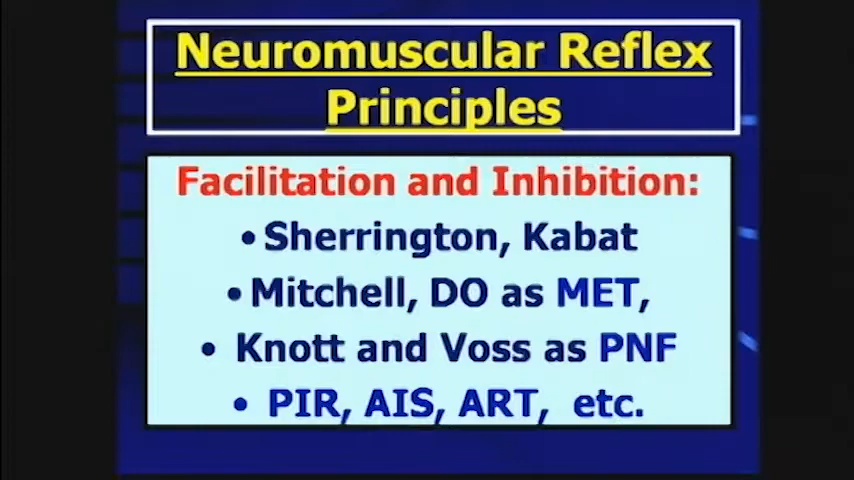 Neuromuscular Reflex
Principles
Facilitation and Inhibition:
• Sherrington, Kabat
• Mitchell, DO as MET,
• Knott and Voss as PNF
• PIR, AIS, ART, etc.